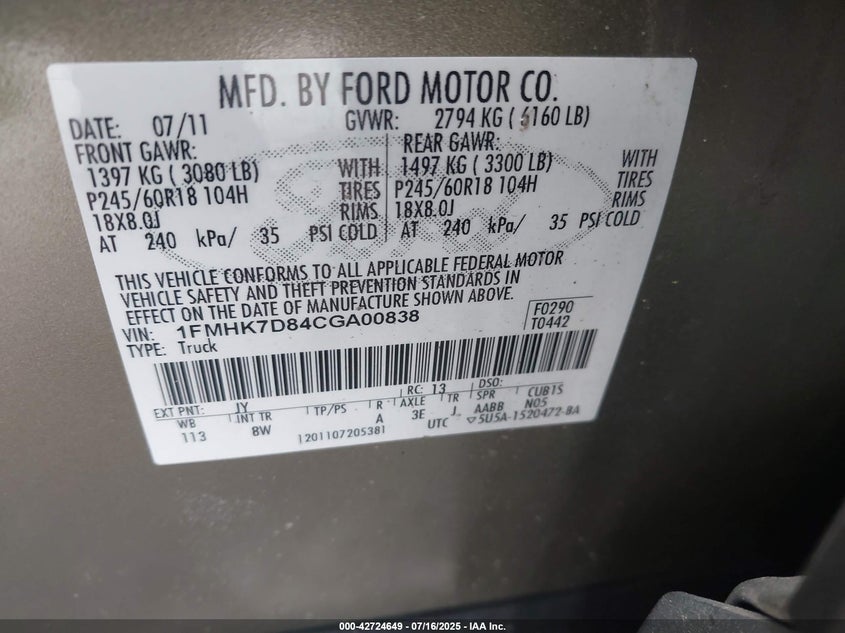 MFD. BY FORD MOTOR CO.
DATE: 07/11 GVWR: 2794 KG ( 6160 LB)
FRONT GAWR: REAR GAWR:
1397 KG ( 3080 LB) WITH 1497 KG ( 3300 LB) WITH
P245/60R18 104H TIRES P245/60R18 104H TIRES
18X8.0J RIMS 18X8.0J RIMS
AT 240 kPa/ 35 PSI COLD AT 240 kPa/ 35 PSI COLD
THIS VEHICLE CONFORMS TO ALL APPLICABLE FEDERAL MOTOR
VEHICLE SAFETY AND THEFT PREVENTION STANDARDS IN
EFFECT ON THE DATE OF MANUFACTURE SHOWN ABOVE.
VIN: 1FMHK7D84CGA00838 F0290
TYPE: Truck T0442
EXT PNT: JY RC: 13 DSO:
WB INT TR TP/PS R AXLE TR SPR CUB1S
113 8W A 3E J AABB N05
1201107205381 UTC ▽5U5A-1520472-BA
000-42724649 | 07/16/2025 - IAA Inc.